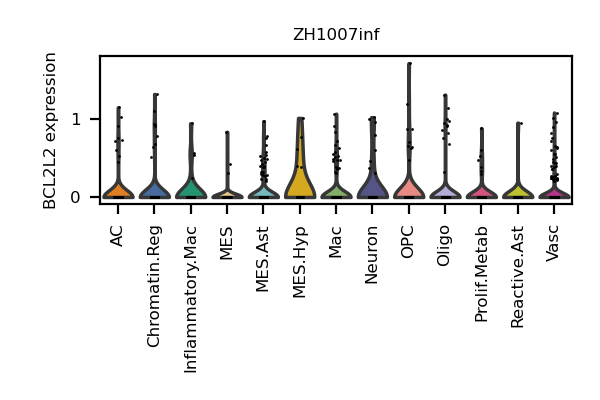 ZH1007inf
BCL2L2 expression
1
0
AC
Chromatin.Reg
Inflammatory.Mac
MES
MES.Ast
MES.Hyp
Mac
Neuron
OPC
Oligo
Prolif.Metab
Reactive.Ast
Vasc